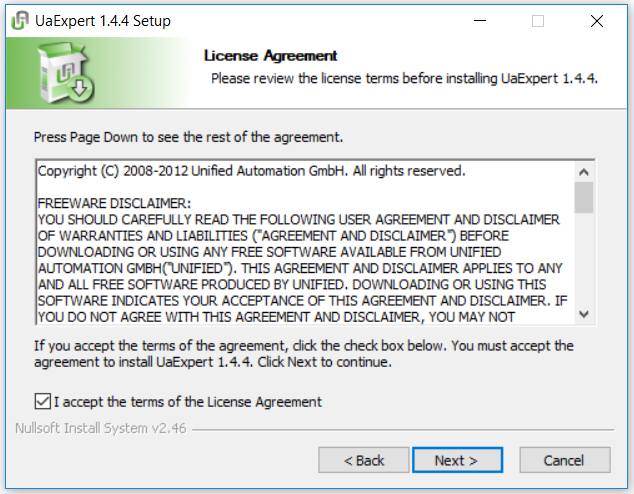 UaExpert 1.4.4 Setup
License Agreement
Please review the license terms before installing UaExpert 1.4.4.
Press Page Down to see the rest of the agreement.
Copyright (C) 2008-2012 Unified Automation GmbH. All rights reserved.
FREEWARE DISCLAIMER:
YOU SHOULD CAREFULLY READ THE FOLLOWING USER AGREEMENT AND DISCLAIMER
OF WARRANTIES AND LIABILITIES ("AGREEMENT AND DISCLAIMER") BEFORE
DOWNLOADING OR USING ANY FREE SOFTWARE AVAILABLE FROM UNIFIED
AUTOMATION GMBH("UNIFIED"). THIS AGREEMENT AND DISCLAIMER APPLIES TO ANY
AND ALL FREE SOFTWARE PRODUCED BY UNIFIED. DOWNLOADING OR USING THIS
SOFTWARE INDICATES YOUR ACCEPTANCE OF THIS AGREEMENT AND DISCLAIMER. IF
YOU DO NOT AGREE WITH THIS AGREEMENT AND DISCLAIMER, YOU MAY NOT
If you accept the terms of the agreement, click the check box below. You must accept the
agreement to install UaExpert 1.4.4. Click Next to continue.
I accept the terms of the License Agreement
Nullsoft Install System v2.46
< Back
Next >
Cancel